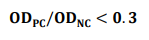 OD_PC/OD_NC < 0.3